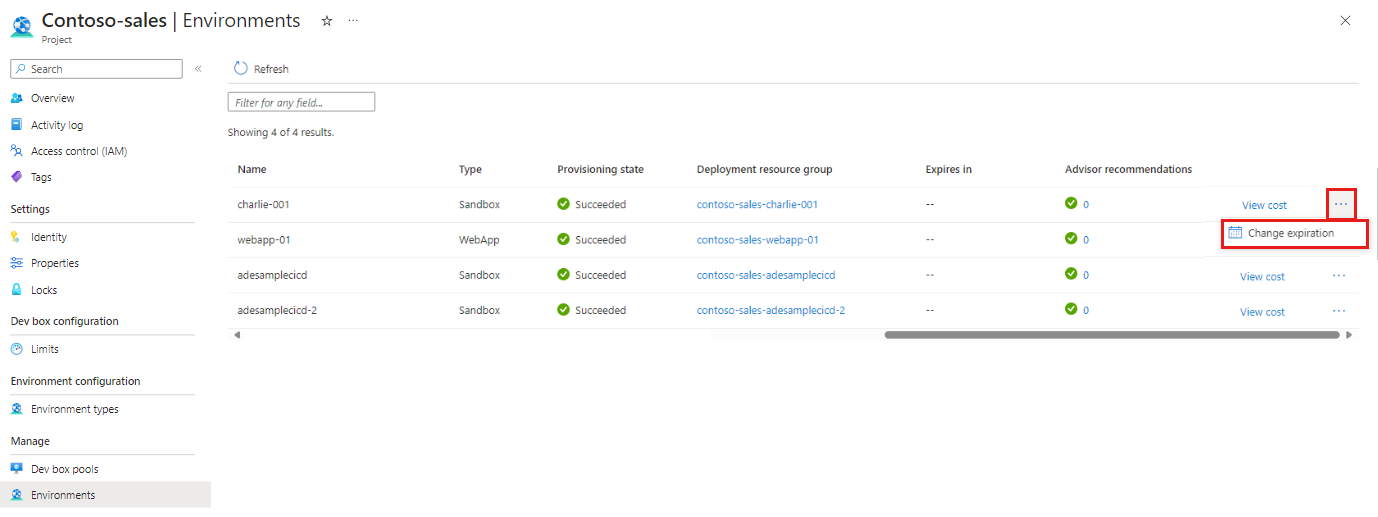 Contoso-sales | Environments ☆ ···
Project
Search «
Overview
Activity log
Access control (IAM)
Tags
Settings
Identity
Properties
Locks
Dev box configuration
Limits
Environment configuration
Environment types
Manage
Dev box pools
Environments
Refresh
Filter for any field...
Showing 4 of 4 results.
Name Type Provisioning state Deployment resource group Expires in Advisor recommendations
charlie-001 Sandbox Succeeded contoso-sales-charlie-001 -- 0 View cost ···
Change expiration
webapp-01 WebApp Succeeded contoso-sales-webapp-01 -- 0
adesamplecicd Sandbox Succeeded contoso-sales-adesamplecicd -- 0 View cost ···
adesamplecicd-2 Sandbox Succeeded contoso-sales-adesamplecicd-2 -- 0 View cost ···